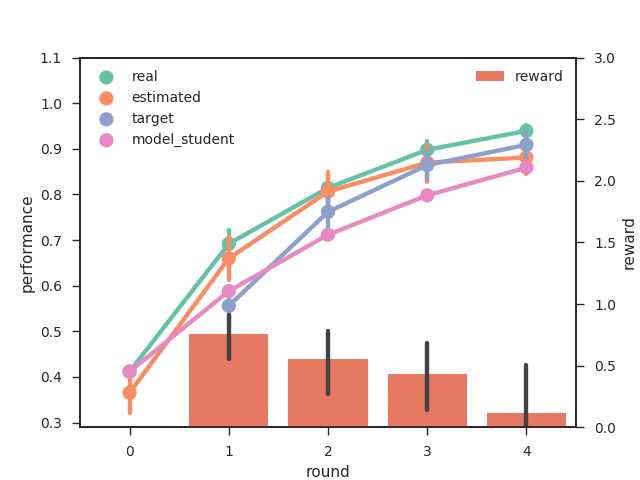 real
estimated
target
model_student
reward
1.1
1.0
0.9
0.8
0.7
0.6
0.5
0.4
0.3
performance
3.0
2.5
2.0
1.5
1.0
0.5
0.0
reward
0 1 2 3 4
round